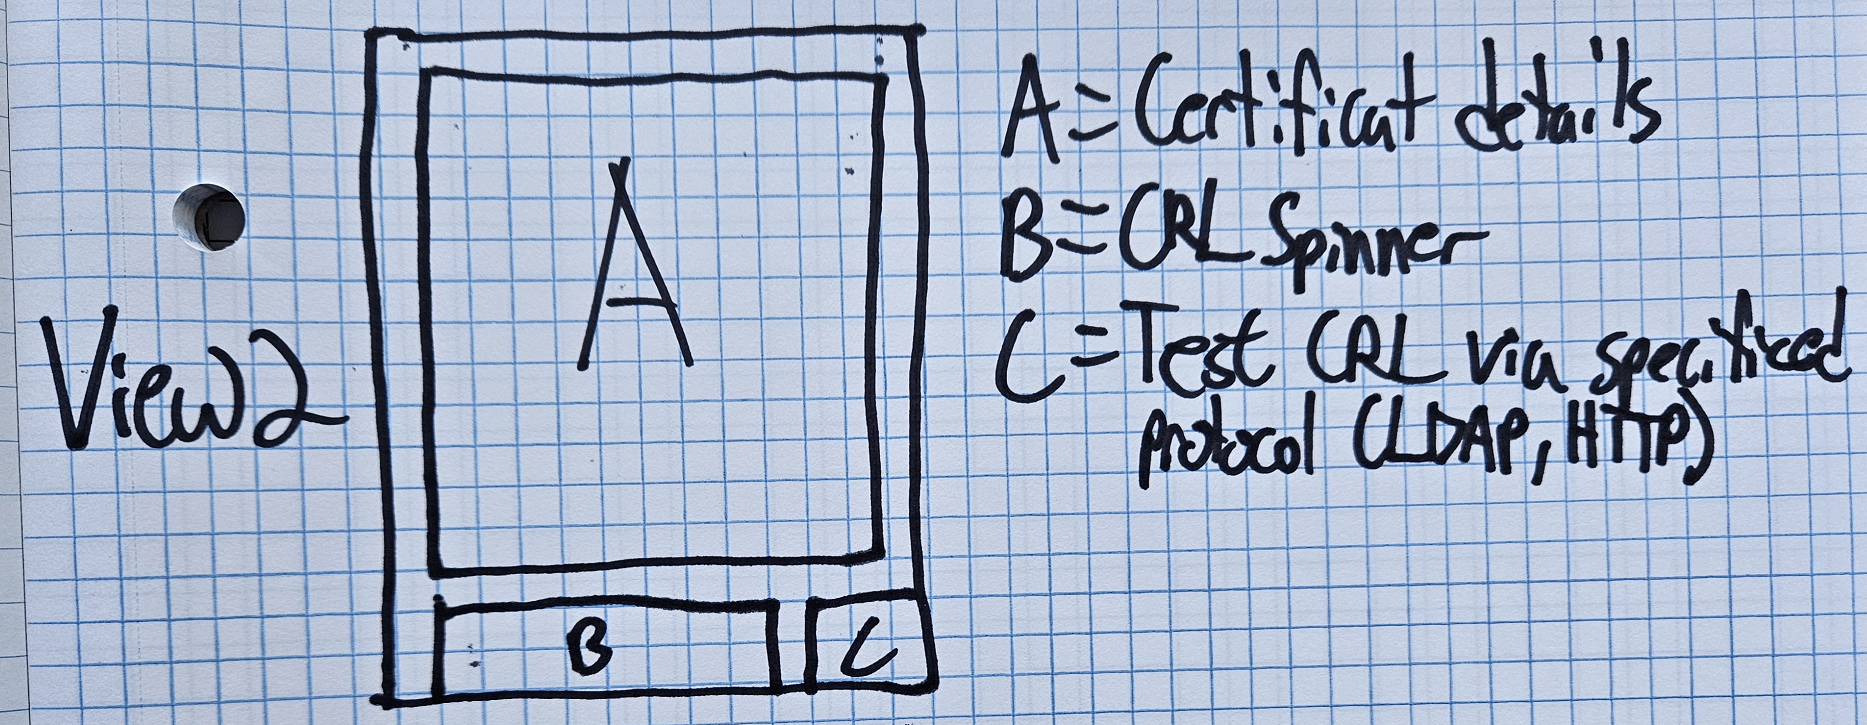 View2
A
B
C
A = Certificat details
B = CRL Spinner
C = Test CRL via specified
protocol (LDAP, HTTP)